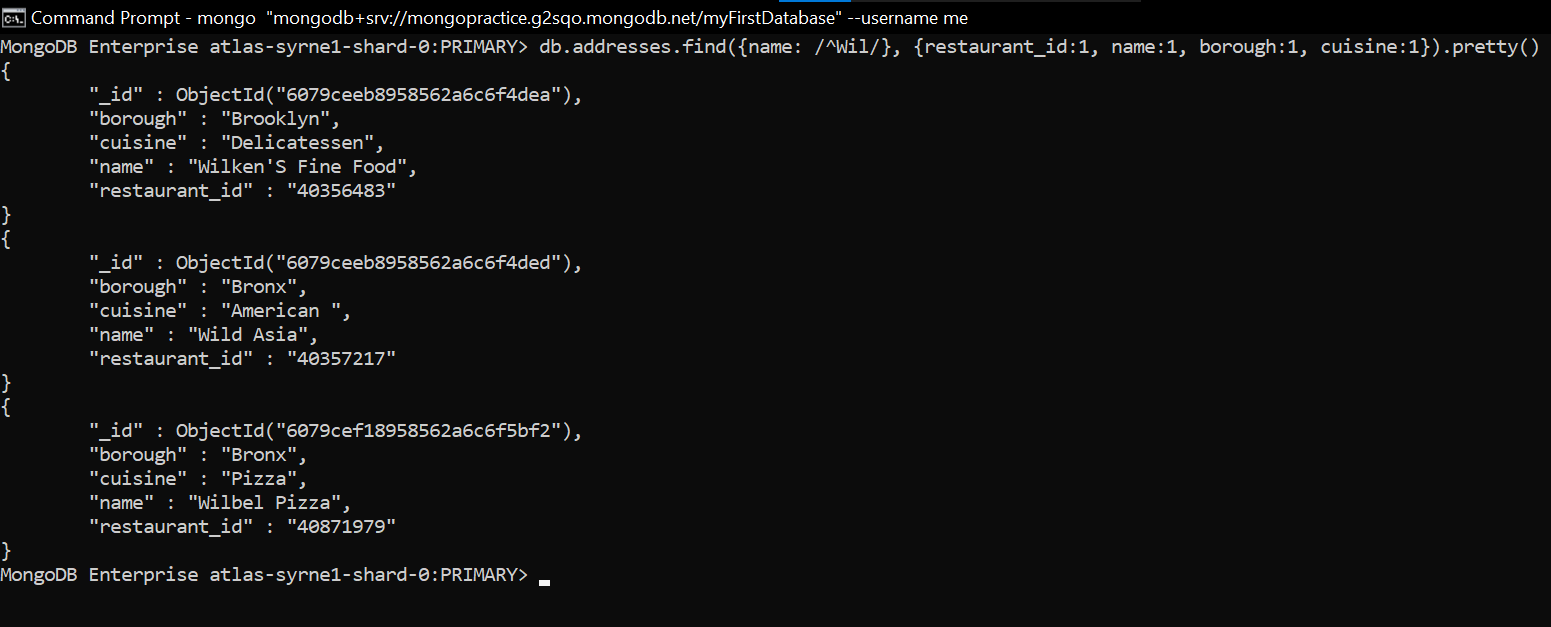 Command Prompt - mongo "mongodb+srv://mongopractice.g2sqo.mongodb.net/myFirstDatabase" --username me
MongoDB Enterprise atlas-syrne1-shard-0:PRIMARY> db.addresses.find({name: /^Wil/}, {restaurant_id:1, name:1, borough:1, cuisine:1}).pretty()
{
        "_id" : ObjectId("6079ceeb8958562a6c6f4dea"),
        "borough" : "Brooklyn",
        "cuisine" : "Delicatessen",
        "name" : "Wilken'S Fine Food",
        "restaurant_id" : "40356483"
}
{
        "_id" : ObjectId("6079ceeb8958562a6c6f4ded"),
        "borough" : "Bronx",
        "cuisine" : "American ",
        "name" : "Wild Asia",
        "restaurant_id" : "40357217"
}
{
        "_id" : ObjectId("6079cef18958562a6c6f5bf2"),
        "borough" : "Bronx",
        "cuisine" : "Pizza",
        "name" : "Wilbel Pizza",
        "restaurant_id" : "40871979"
}
MongoDB Enterprise atlas-syrne1-shard-0:PRIMARY>